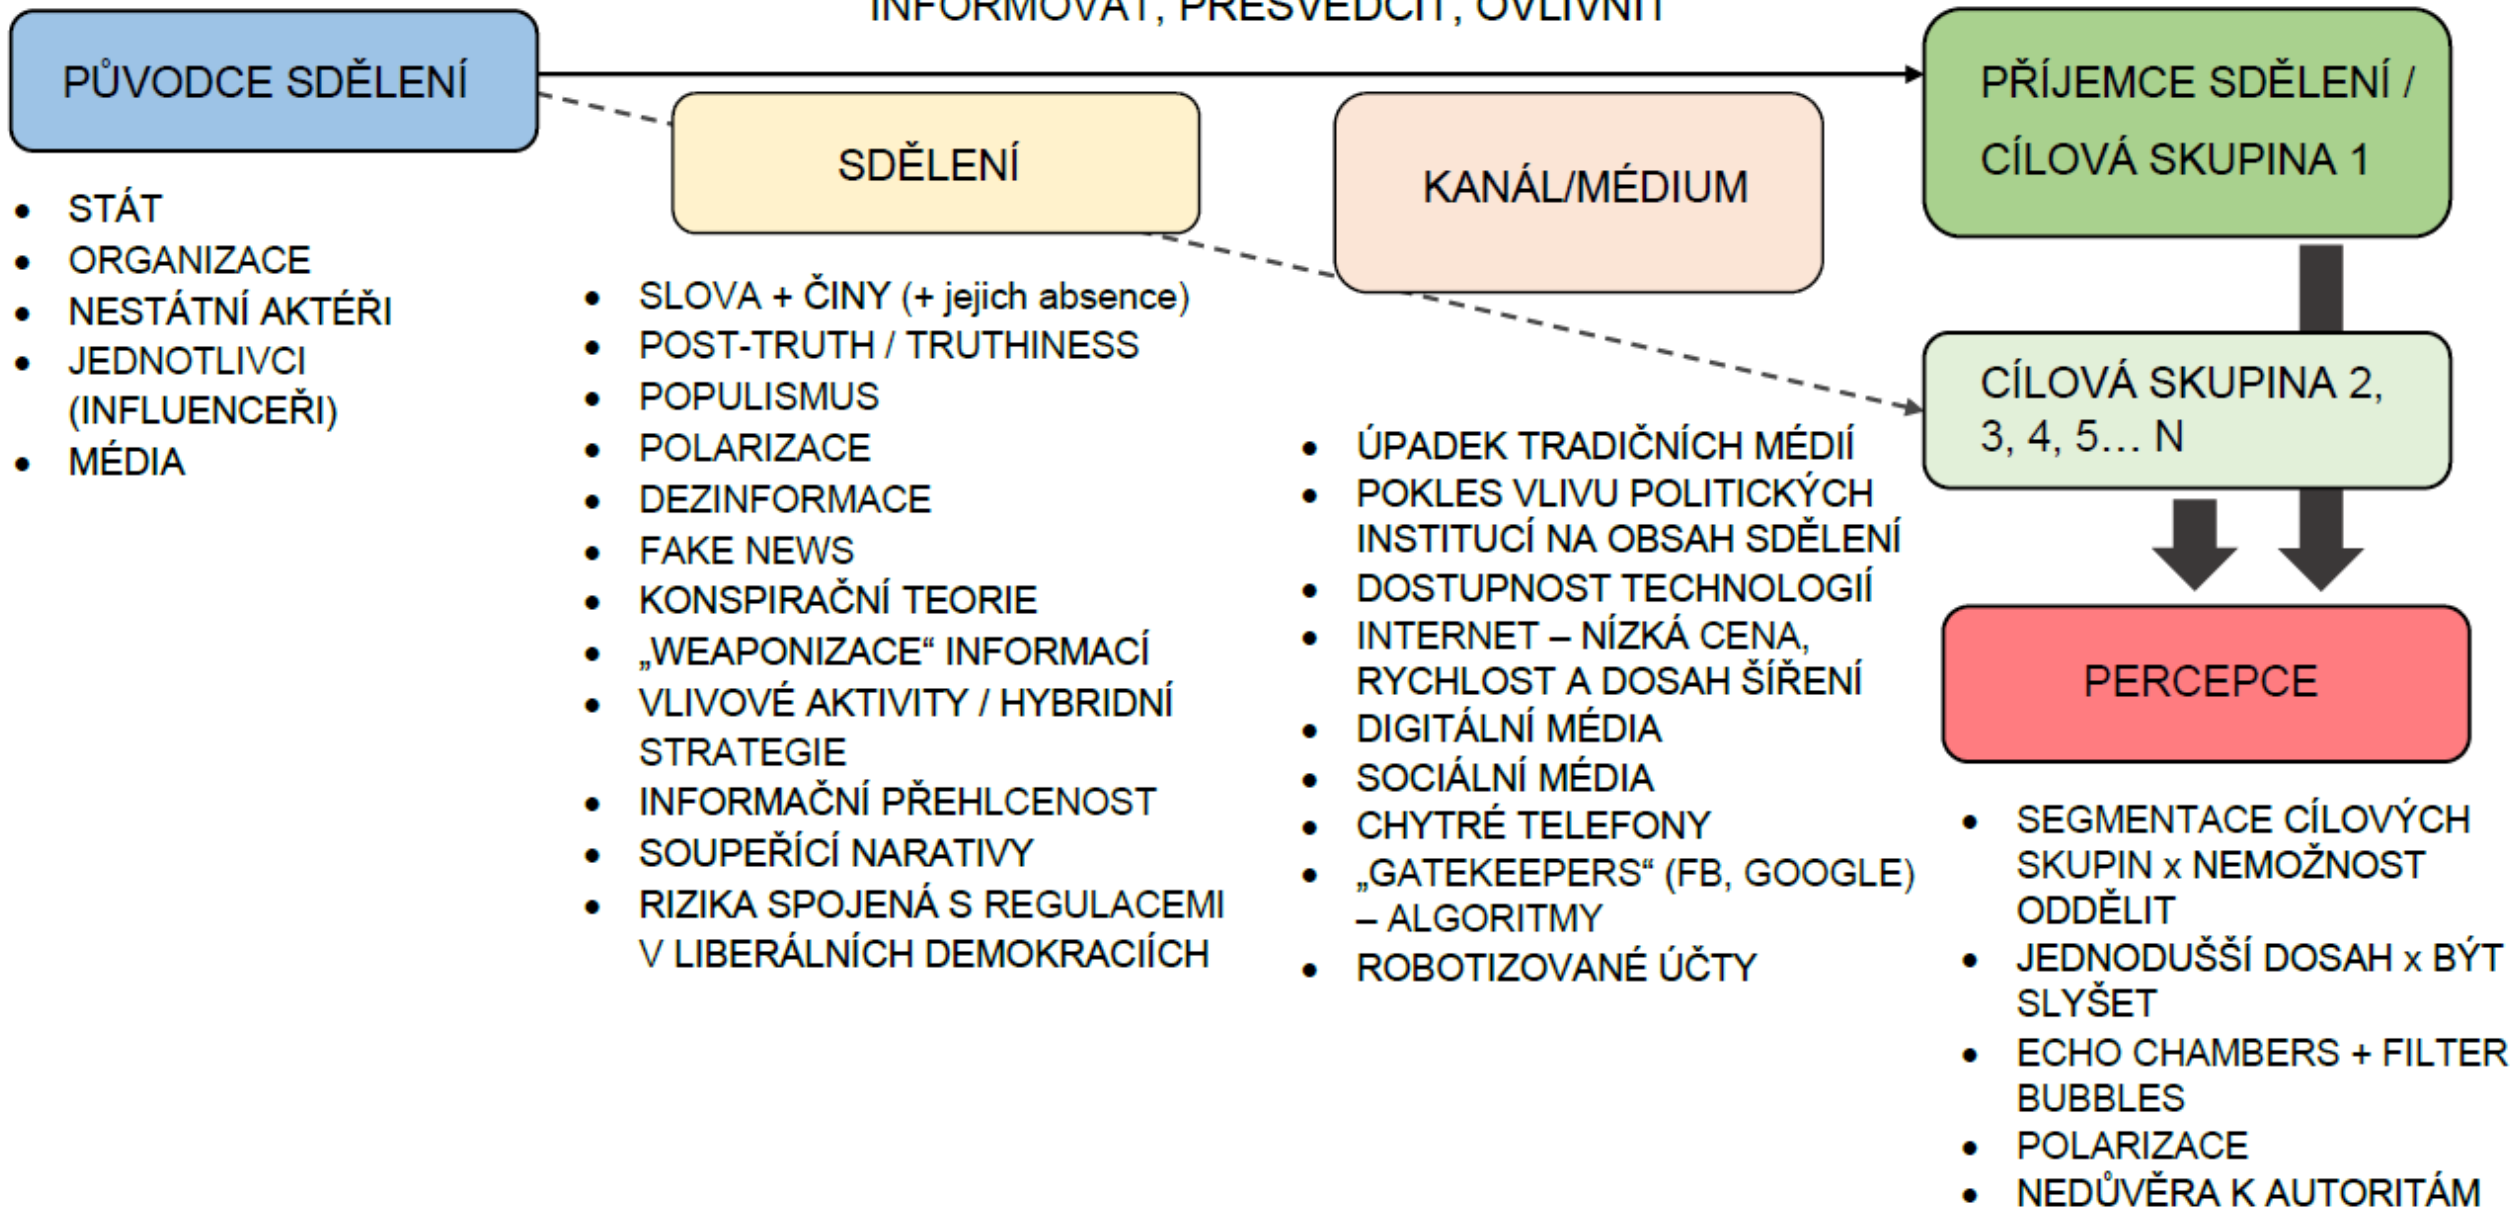 INFORMOVAT, PŘESVĚDČIT, OVLIVNIT
PŮVODCE SDĚLENÍ
• STÁT
• ORGANIZACE
• NESTÁTNÍ AKTÉŘI
• JEDNOTLIVCI
(INFLUENCEŘI)
• MÉDIA
SDĚLENÍ
• SLOVA + ČINY (+ jejich absence)
• POST-TRUTH / TRUTHINESS
• POPULISMUS
• POLARIZACE
• DEZINFORMACE
• FAKE NEWS
• KONSPIRAČNÍ TEORIE
• „WEAPONIZACE“ INFORMACÍ
• VLIVOVÉ AKTIVITY / HYBRIDNÍ
STRATEGIE
• INFORMAČNÍ PŘEHLCENOST
• SOUPEŘÍCÍ NARATIVY
• RIZIKA SPOJENÁ S REGULACEMI
V LIBERÁLNÍCH DEMOKRACIÍCH
KANÁL/MÉDIUM
• ÚPADEK TRADIČNÍCH MÉDIÍ
• POKLES VLIVU POLITICKÝCH
INSTITUCÍ NA OBSAH SDĚLENÍ
• DOSTUPNOST TECHNOLOGIÍ
• INTERNET – NÍZKÁ CENA,
RYCHLOST A DOSAH ŠÍŘENÍ
• DIGITÁLNÍ MÉDIA
• SOCIÁLNÍ MÉDIA
• CHYTRÉ TELEFONY
• „GATEKEEPERS“ (FB, GOOGLE)
– ALGORITMY
• ROBOTIZOVANÉ ÚČTY
PŘÍJEMCE SDĚLENÍ /
CÍLOVÁ SKUPINA 1
CÍLOVÁ SKUPINA 2,
3, 4, 5… N
PERCEPCE
• SEGMENTACE CÍLOVÝCH
SKUPIN x NEMOŽNOST
ODDĚLIT
• JEDNODUŠŠÍ DOSAH x BÝT
SLYŠET
• ECHO CHAMBERS + FILTER
BUBBLES
• POLARIZACE
• NEDŮVĚRA K AUTORITÁM